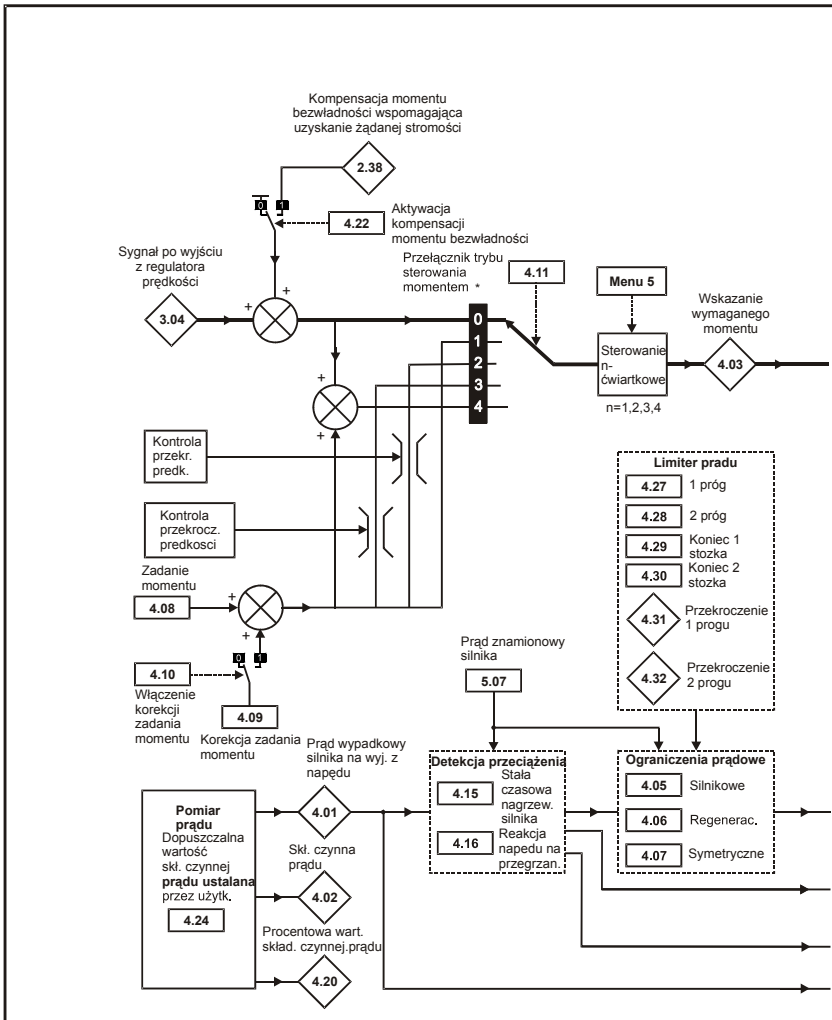 Kompensacja momentu
bezwładności wspomagająca
uzyskanie żądanej stromości
2.38
0 1
4.22
Aktywacja
kompensacji
momentu bezwładności
Sygnał po wyjściu
z regulatora
prędkości
3.04
+
+
Przełącznik trybu
sterowania
momentem *
4.11
0
1
2
3
4
Menu 5
Sterowanie
n-
ćwiartkowe
n=1,2,3,4
Wskazanie
wymaganego
momentu
4.03
+
+
Kontrola
przekr.
predk.
Kontrola
przekrocz.
predkosci
Zadanie
momentu
4.08
+
+
0 1
4.10
Włączenie
korekcji
zadania
momentu
4.09
Korekcja zadania
momentu
Limiter pradu
4.27 1 próg
4.28 2 próg
4.29 Koniec 1
stozka
4.30 Koniec 2
stozka
4.31 Przekroczenie
1 progu
4.32 Przekroczenie
2 progu
Prąd znamionowy
silnika
5.07
Prąd wypadkowy
silnika na wyj. z
napędu
4.01
Skł. czynna
prądu
4.02
Procentowa wart.
skład. czynnej.prądu
4.20
Pomiar
prądu
Dopuszczalna
wartość
skł. czynnej
prądu ustalana
przez użytk.
4.24
Detekcja przeciążenia
4.15
Stała
czasowa
nagrzew.
silnika
4.16
Reakcja
napedu na
przegrzan.
Ograniczenia prądowe
4.05 Silnikowe
4.06 Regenerac.
4.07 Symetryczne